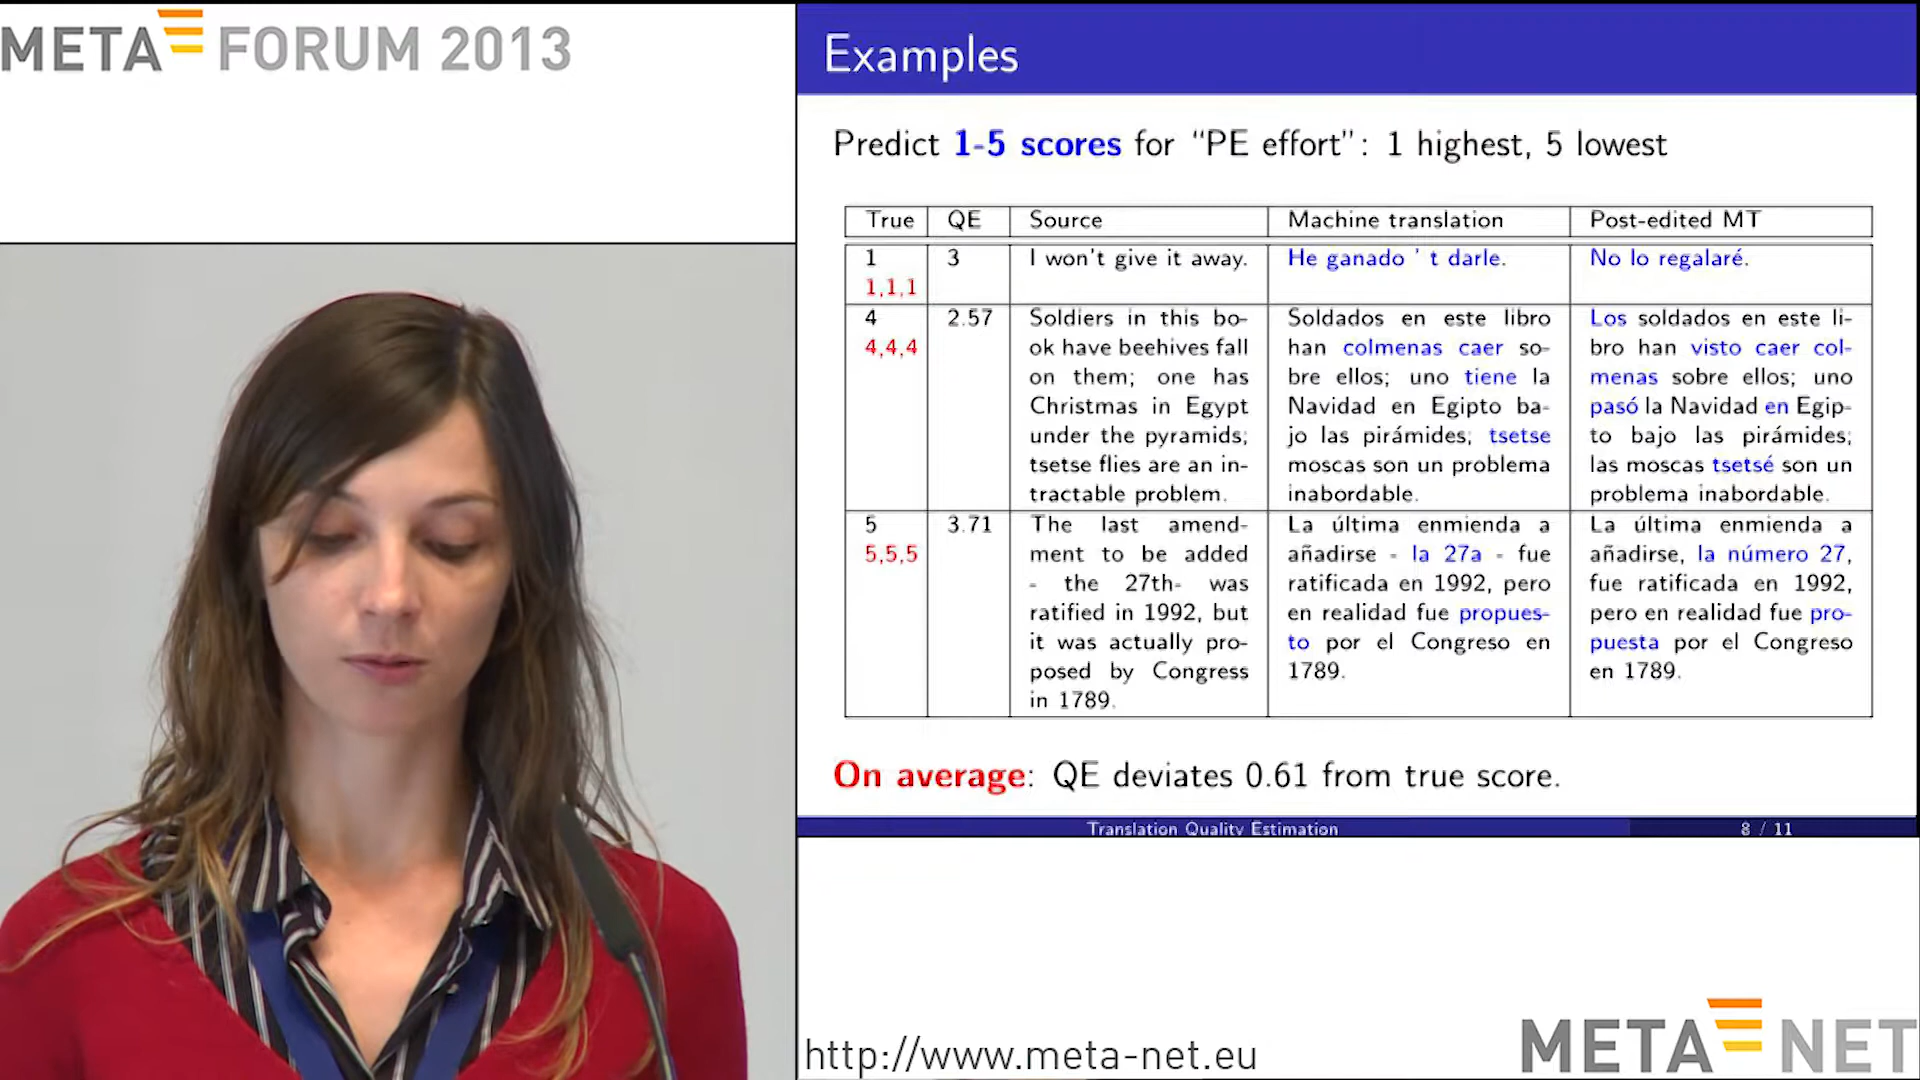 META FORUM 2013
Examples
Predict 1-5 scores for “PE effort”: 1 highest, 5 lowest
True QE Source Machine translation Post-edited MT
1 3 I won't give it away. He ganado ' t darle. No lo regalaré.
1,1,1
4 2.57 Soldiers in this bo- Soldados en este libro Los soldados en este li-
4,4,4 ok have beehives fall han colmenas caer so- bro han visto caer col-
on them; one has bre ellos; uno tiene la menas sobre ellos; uno
Christmas in Egypt Navidad en Egipto ba- pasó la Navidad en Egip-
under the pyramids; jo las pirámides; tsetse to bajo las pirámides;
tsetse flies are an in- moscas son un problema las moscas tsetsé son un
tractable problem. inabordable. problema inabordable.
5 3.71 The last amend- La última enmienda a La última enmienda a
5,5,5 ment to be added añadirse - la 27a - fue añadirse, la número 27,
- the 27th- was ratificada en 1992, pero fue ratificada en 1992,
ratified in 1992, but en realidad fue propues- pero en realidad fue pro-
it was actually pro- to por el Congreso en puesta por el Congreso
posed by Congress 1789. en 1789.
in 1789.
On average: QE deviates 0.61 from true score.
Translation Quality Estimation 8 / 11
http://www.meta-net.eu
META NET